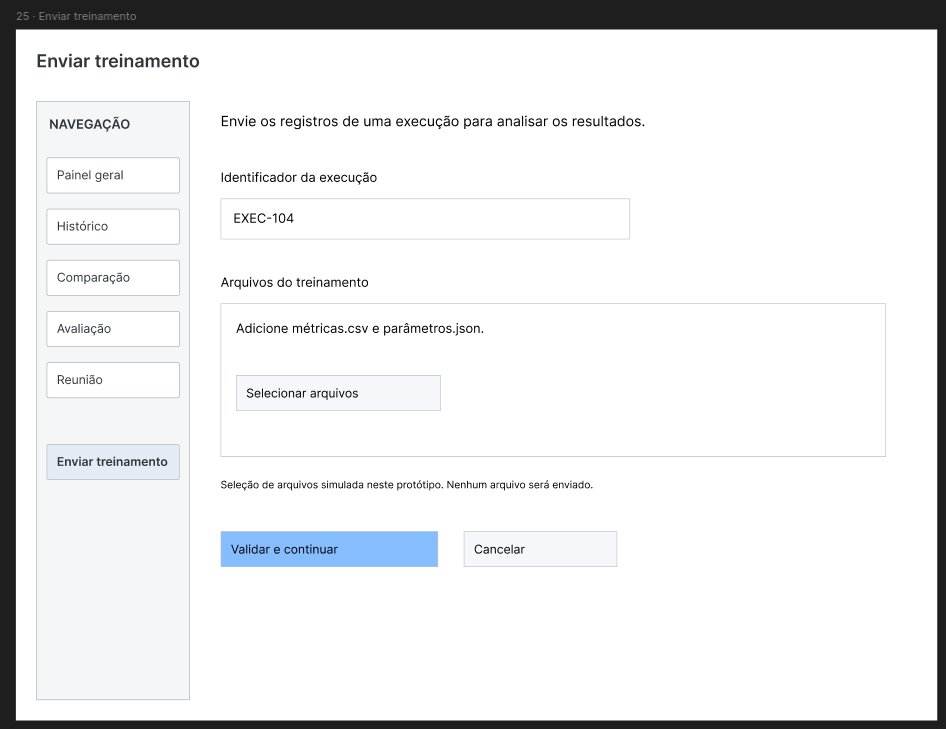 25 · Enviar treinamento
Enviar treinamento
NAVEGAÇÃO
Painel geral
Histórico
Comparação
Avaliação
Reunião
Enviar treinamento
Envie os registros de uma execução para analisar os resultados.
Identificador da execução
EXEC-104
Arquivos do treinamento
Adicione métricas.csv e parâmetros.json.
Selecionar arquivos
Seleção de arquivos simulada neste protótipo. Nenhum arquivo será enviado.
Validar e continuar
Cancelar